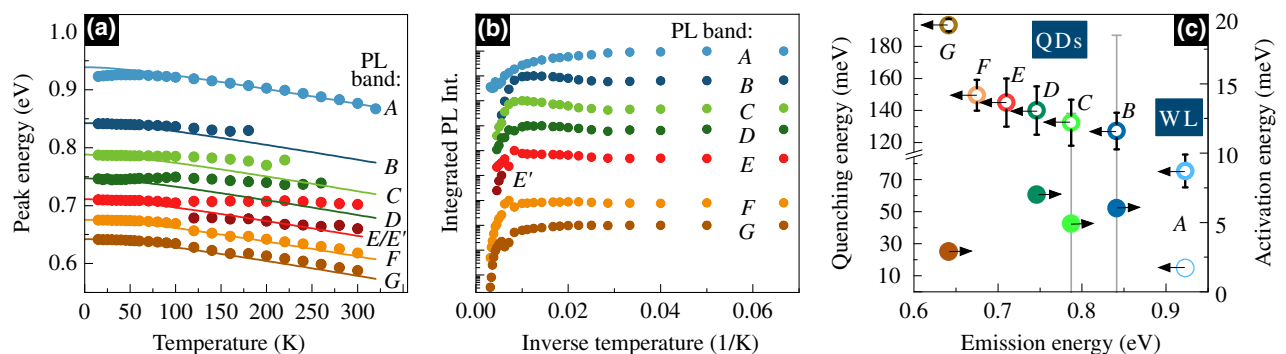 (a)
1.0
0.9
0.8
0.7
0.6
Peak energy (eV)
PL
band:
A
B
C
D
E/E'
F
G
0
50
100
150
200
250
300
Temperature (K)
(b)
PL band:
A
B
C
D
E
E'
F
G
Integrated PL Int.
0.00
0.02
0.04
0.06
Inverse temperature (1/K)
(c)
190
180
160
140
120
70
50
30
10
Quenching energy (meV)
G
F
E
D
C
B
A
QDs
WL
20
15
10
5
0
Activation energy (meV)
0.6
0.7
0.8
0.9
Emission energy (eV)